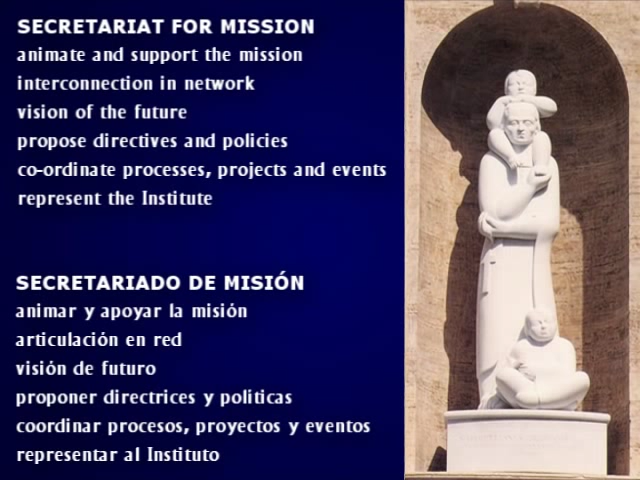 SECRETARIAT FOR MISSION
animate and support the mission
interconnection in network
vision of the future
propose directives and policies
co-ordinate processes, projects and events
represent the Institute
SECRETARIADO DE MISIÓN
animar y apoyar la misión
articulación en red
visión de futuro
proponer directrices y políticas
coordinar procesos, proyectos y eventos
representar al Instituto